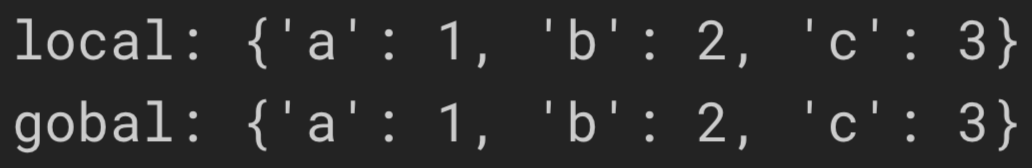 local: {'a': 1, 'b': 2, 'c': 3}
gobal: {'a': 1, 'b': 2, 'c': 3}